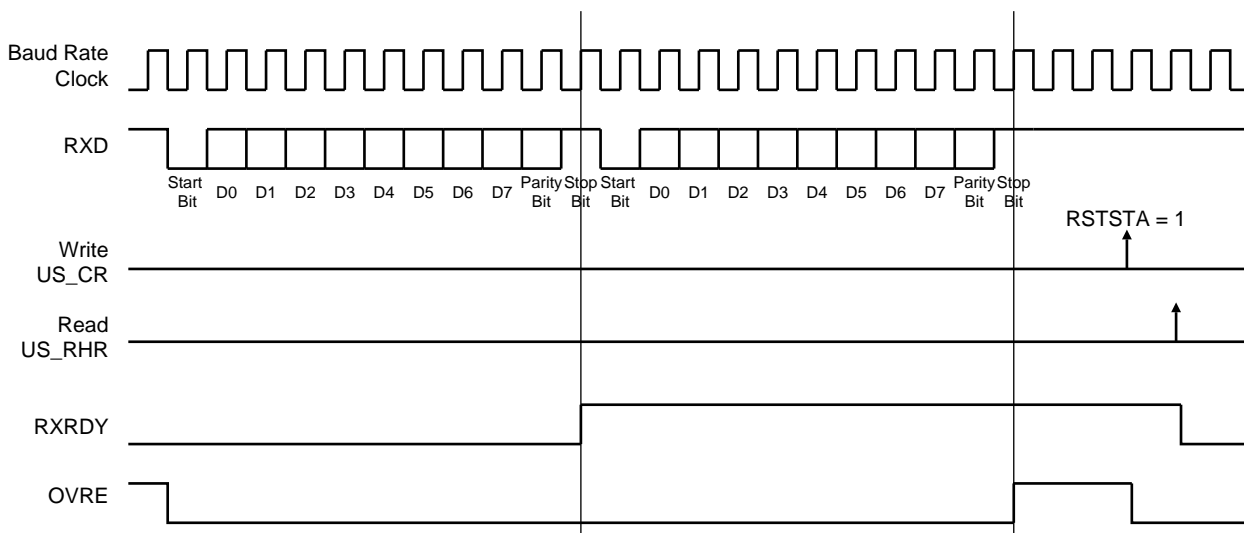 Baud Rate
Clock
RXD
Start
Bit
D0 D1 D2 D3 D4 D5 D6 D7
Parity
Bit
Stop
Bit
Start
Bit
D0 D1 D2 D3 D4 D5 D6 D7
Parity
Bit
Stop
Bit
RSTSTA = 1
Write
US_CR
Read
US_RHR
RXRDY
OVRE